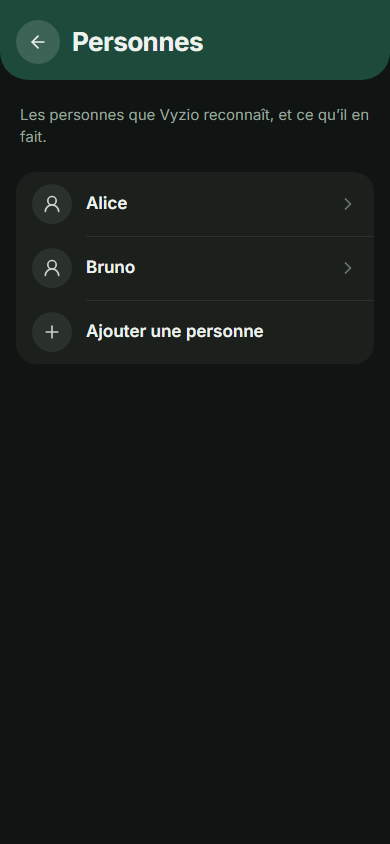 Personnes
Les personnes que Vyzio reconnaît, et ce qu’il en
fait.
Alice
Bruno
Ajouter une personne